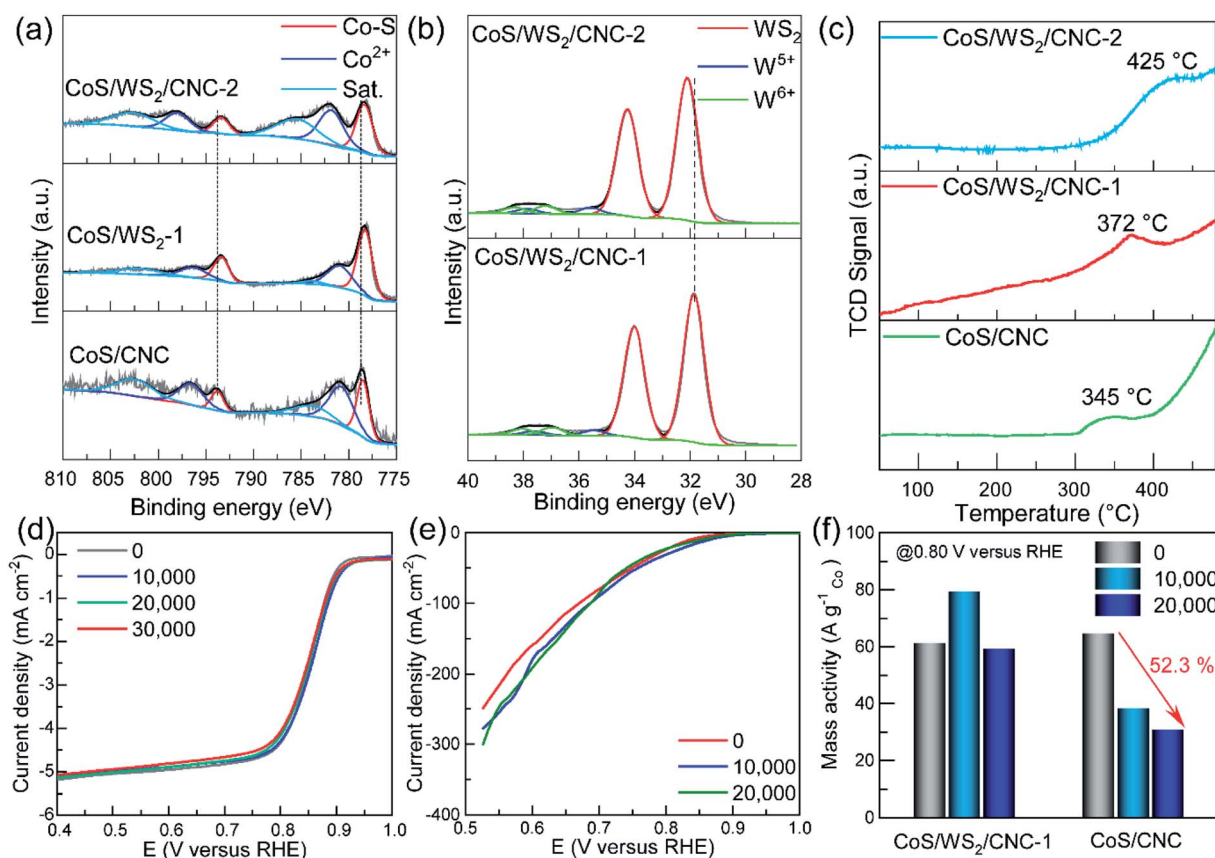 (a)
Co-S
Co2+
Sat.
CoS/WS2/CNC-2
CoS/WS2-1
CoS/CNC
Intensity (a.u.)
810 805 800 795 790 785 780 775
Binding energy (eV)
(b)
CoS/WS2/CNC-2
WS2
W5+
W6+
CoS/WS2/CNC-1
Intensity (a.u.)
40 38 36 34 32 30 28
Binding energy (eV)
(c)
CoS/WS2/CNC-2
425 °C
CoS/WS2/CNC-1
372 °C
CoS/CNC
345 °C
TCD Signal (a.u.)
100 200 300 400
Temperature (°C)
(d)
0
10,000
20,000
30,000
Current density (mA cm-2)
0
-1
-2
-3
-4
-5
-6
0.4 0.5 0.6 0.7 0.8 0.9 1.0
E (V versus RHE)
(e)
0
-100
-200
-300
-400
Current density (mA cm-2)
0
10,000
20,000
0.5 0.6 0.7 0.8 0.9 1.0
E (V versus RHE)
(f)
100
80
60
40
20
0
Mass activity (A g-1 Co)
@0.80 V versus RHE
0
10,000
20,000
52.3 %
CoS/WS2/CNC-1 CoS/CNC